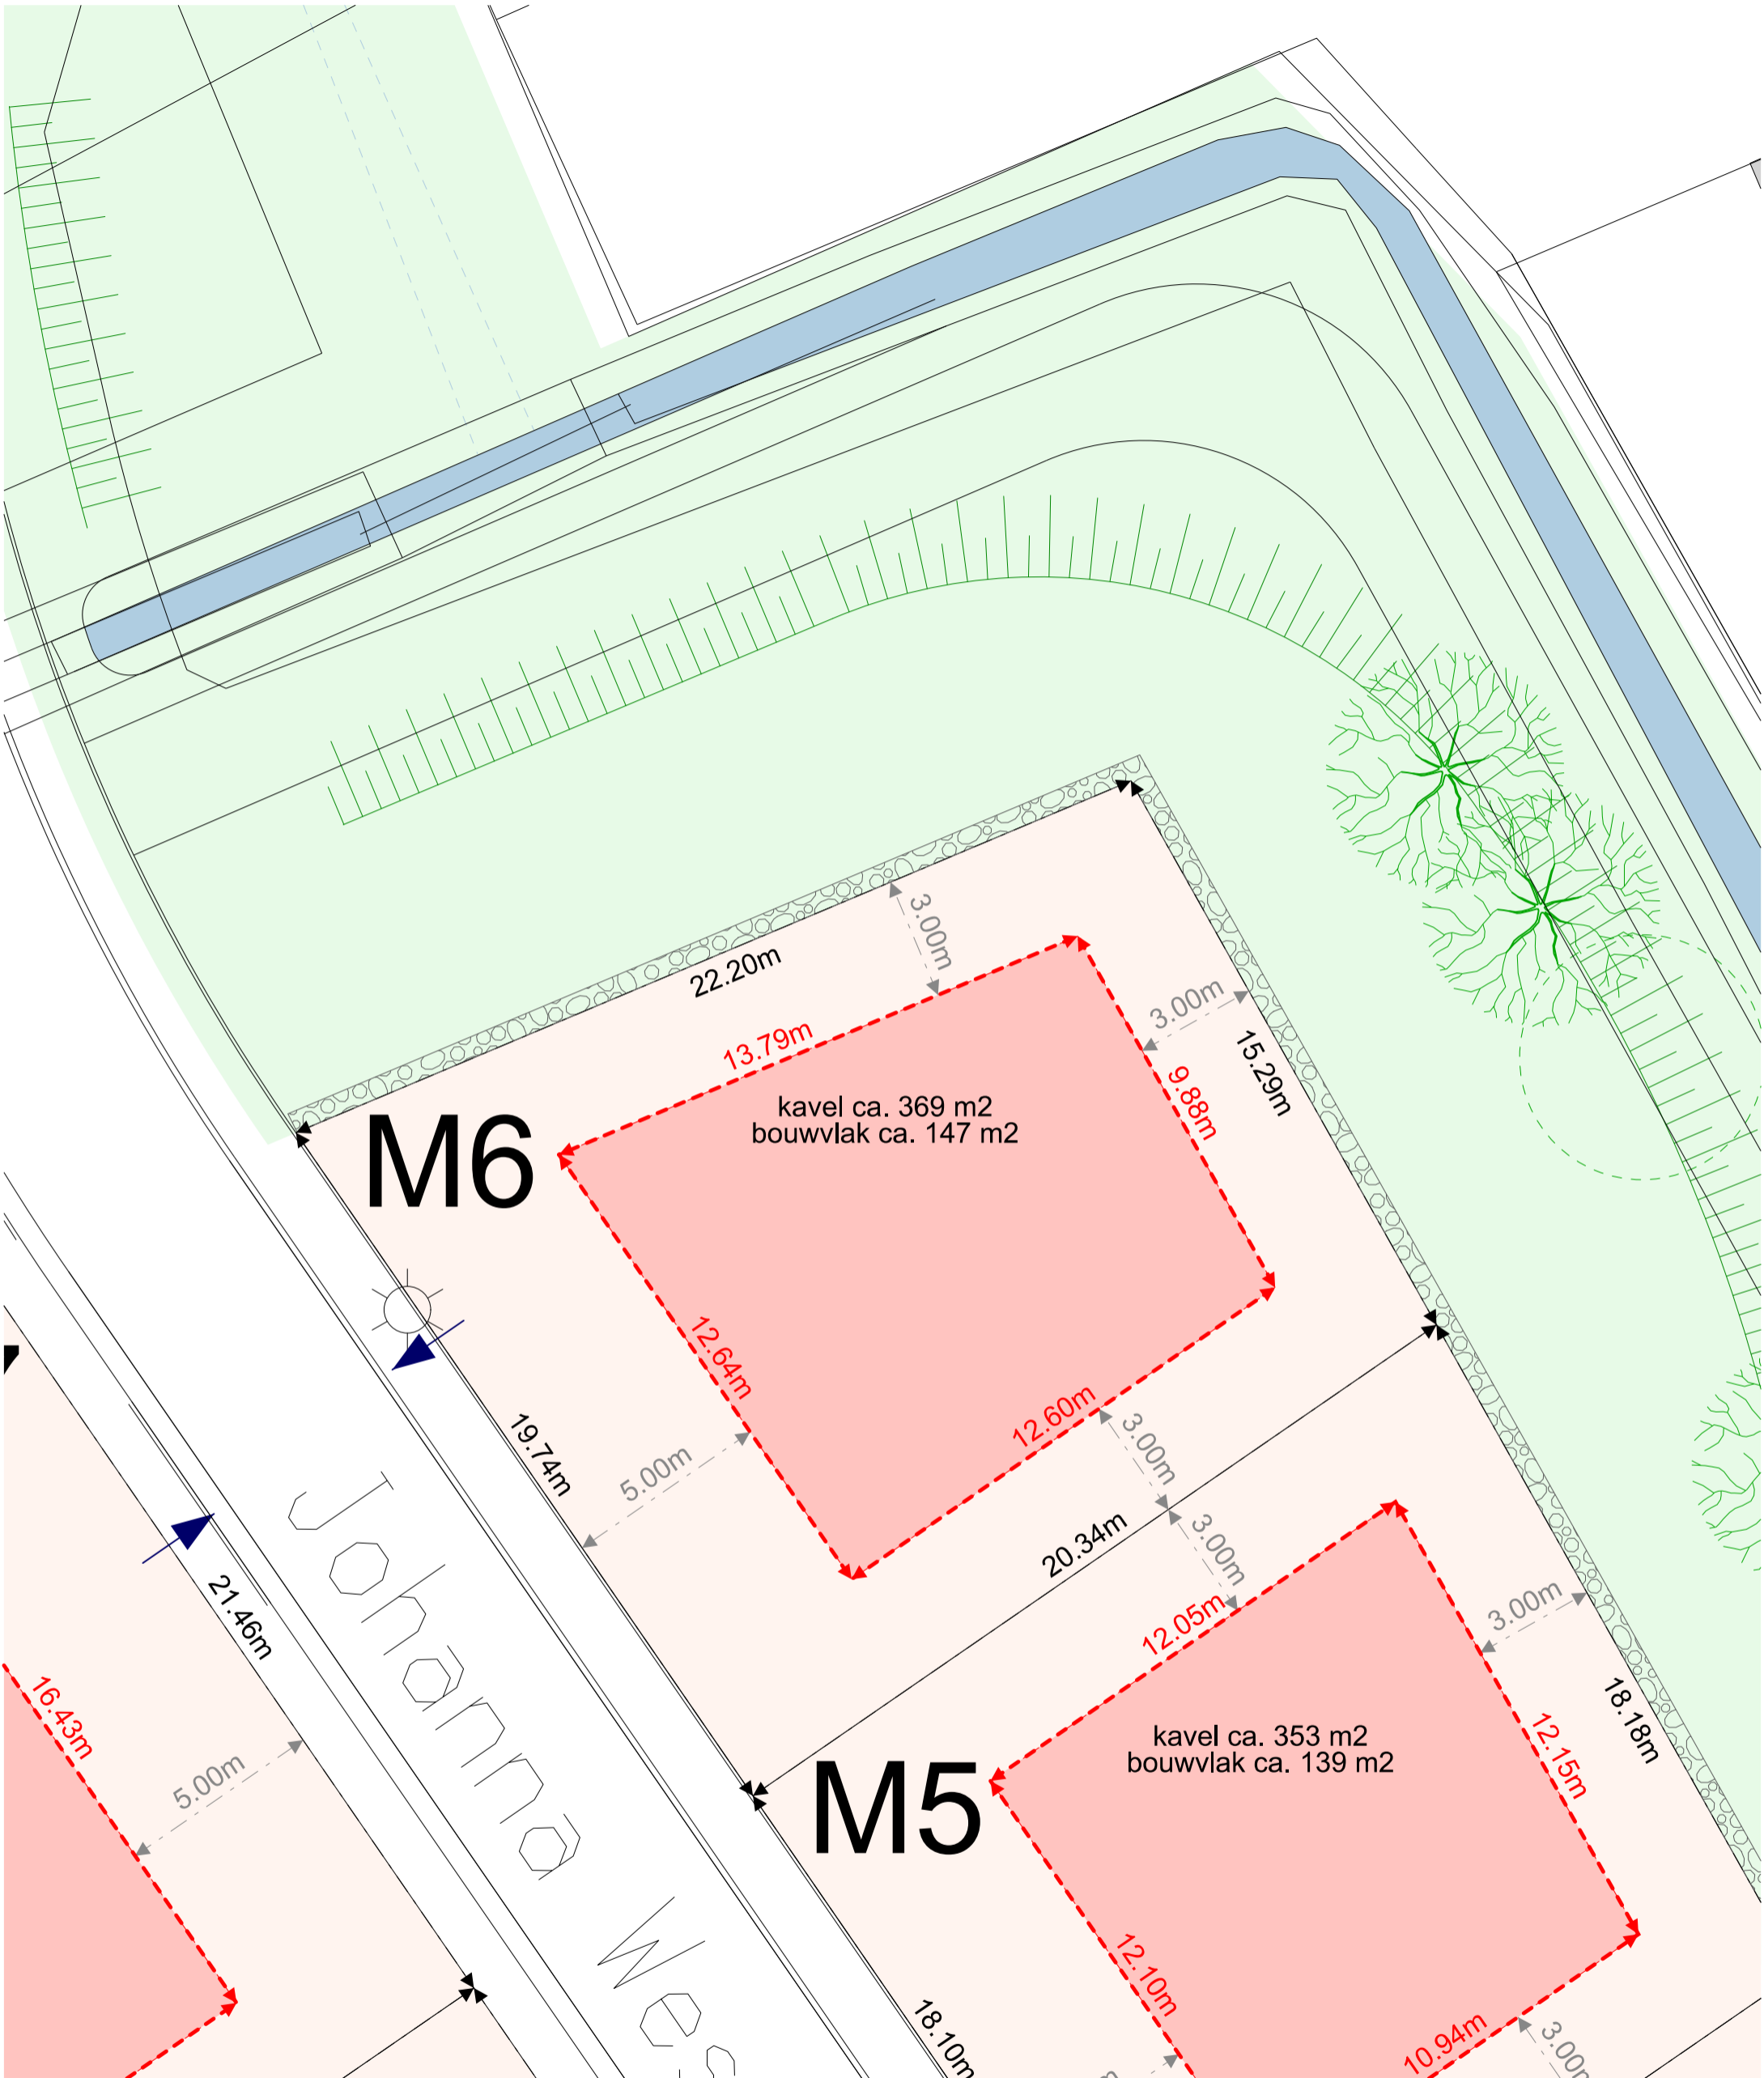 3.00m
22.20m
3.00m
13.79m
15.29m
9.88m
kavel ca. 369 m2
bouwvlak ca. 147 m2
M6
12.64m
12.60m
3.00m
19.74m
5.00m
20.34m
3.00m
12.05m
3.00m
21.46m
16.43m
18.18m
12.15m
kavel ca. 353 m2
bouwvlak ca. 139 m2
M5
5.00m
Johanna Wes
12.10m
18.10m
10.94m
3.00m